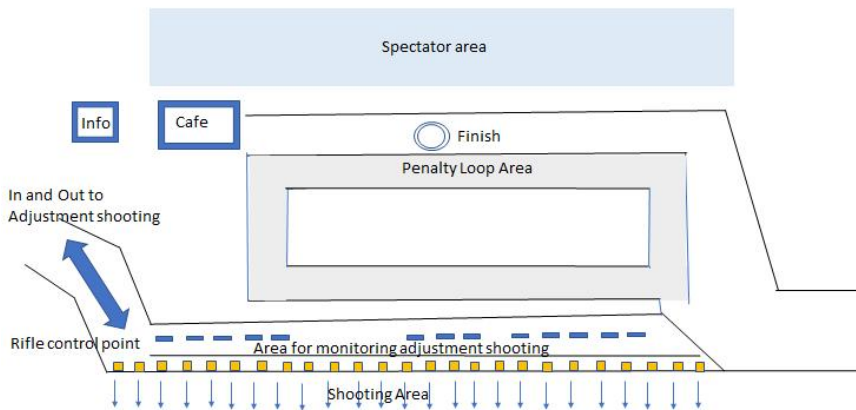 Spectator area
Info
Cafe
Finish
Penalty Loop Area
In and Out to
Adjustment shooting
Rifle control point
Area for monitoring adjustment shooting
Shooting Area